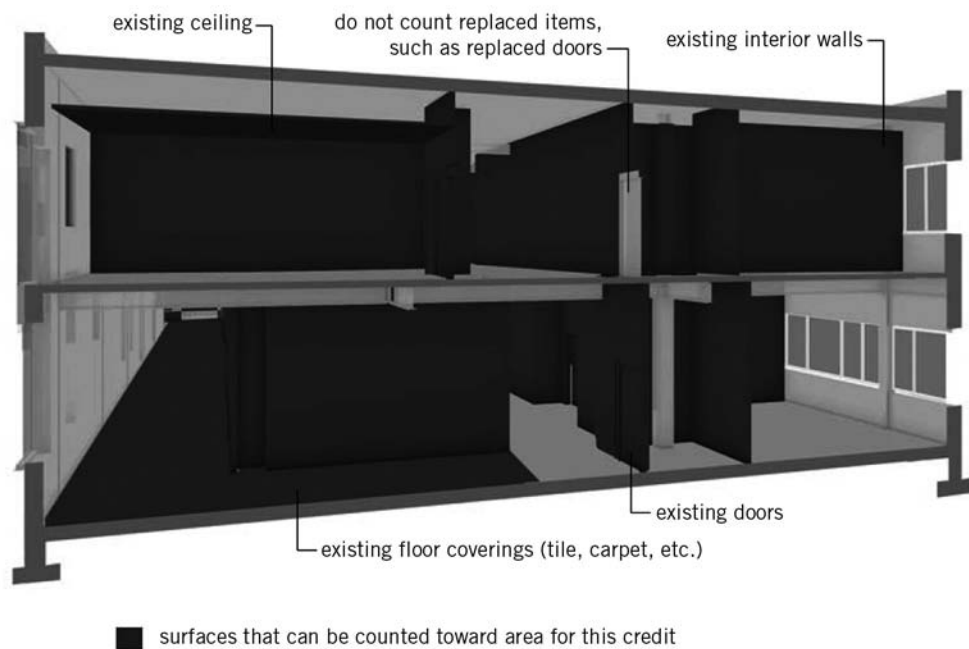 existing ceiling
do not count replaced items,
such as replaced doors
existing interior walls
existing doors
existing floor coverings (tile, carpet, etc.)
surfaces that can be counted toward area for this credit